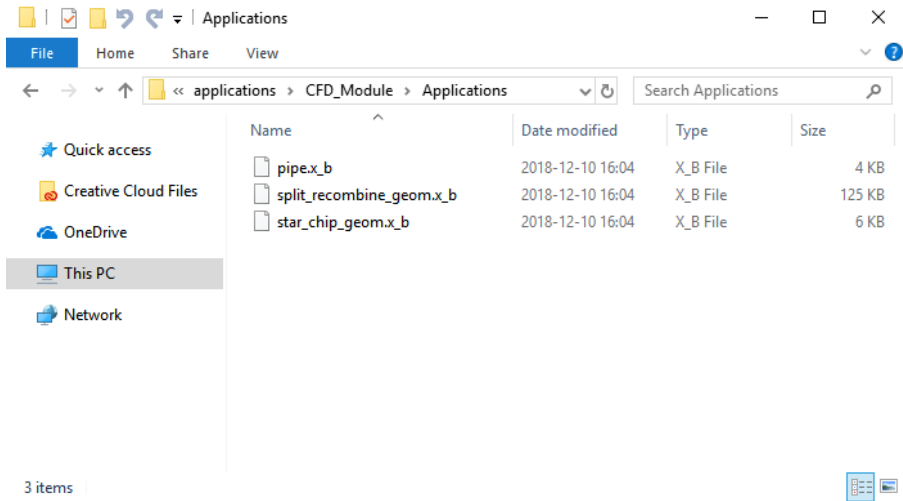 Applications
File Home Share View
« applications > CFD_Module > Applications Search Applications
Name Date modified Type Size
Quick access
Creative Cloud Files
OneDrive
This PC
Network
pipe.x_b 2018-12-10 16:04 X_B File 4 KB
split_recombine_geom.x_b 2018-12-10 16:04 X_B File 125 KB
star_chip_geom.x_b 2018-12-10 16:04 X_B File 6 KB
3 items